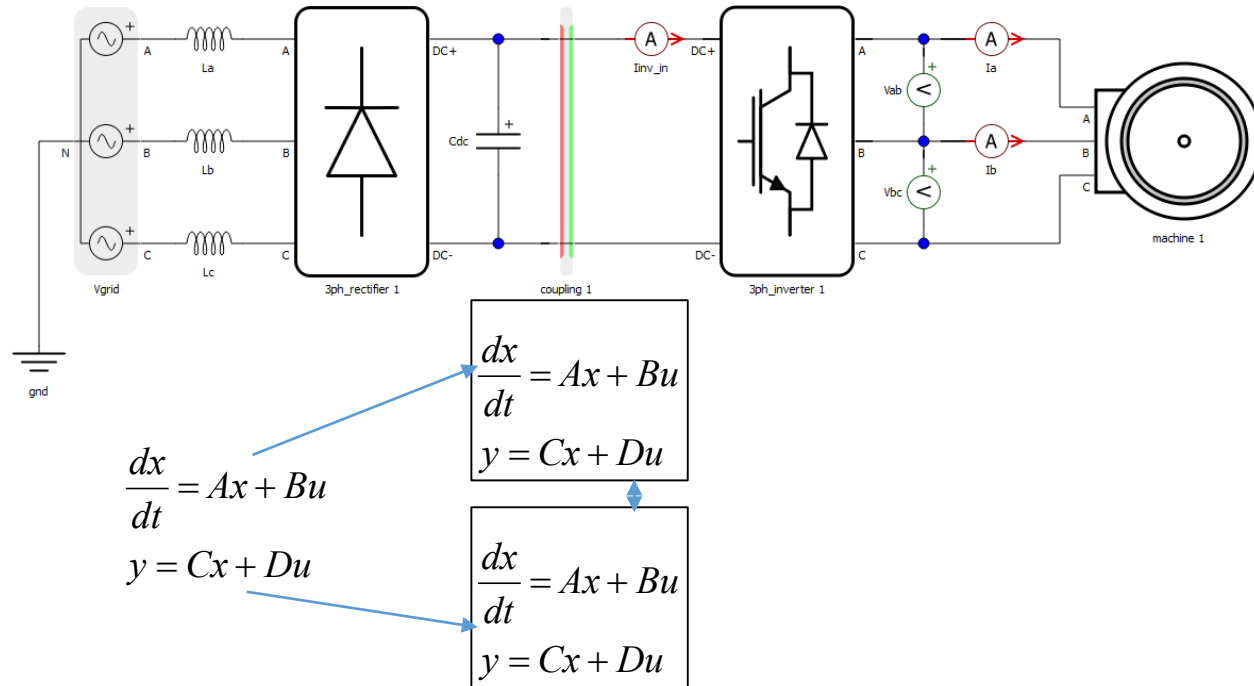 A La A DC+ Iinv_in DC+ A Ia
Vab A
N B Lb B Cdc B Ib B
Vbc C
C Lc C DC- DC- C machine 1
Vgrid 3ph_rectifier 1 coupling 1 3ph_inverter 1
gnd
dx/dt = Ax + Bu
y = Cx + Du
dx/dt = Ax + Bu
y = Cx + Du
dx/dt = Ax + Bu
y = Cx + Du